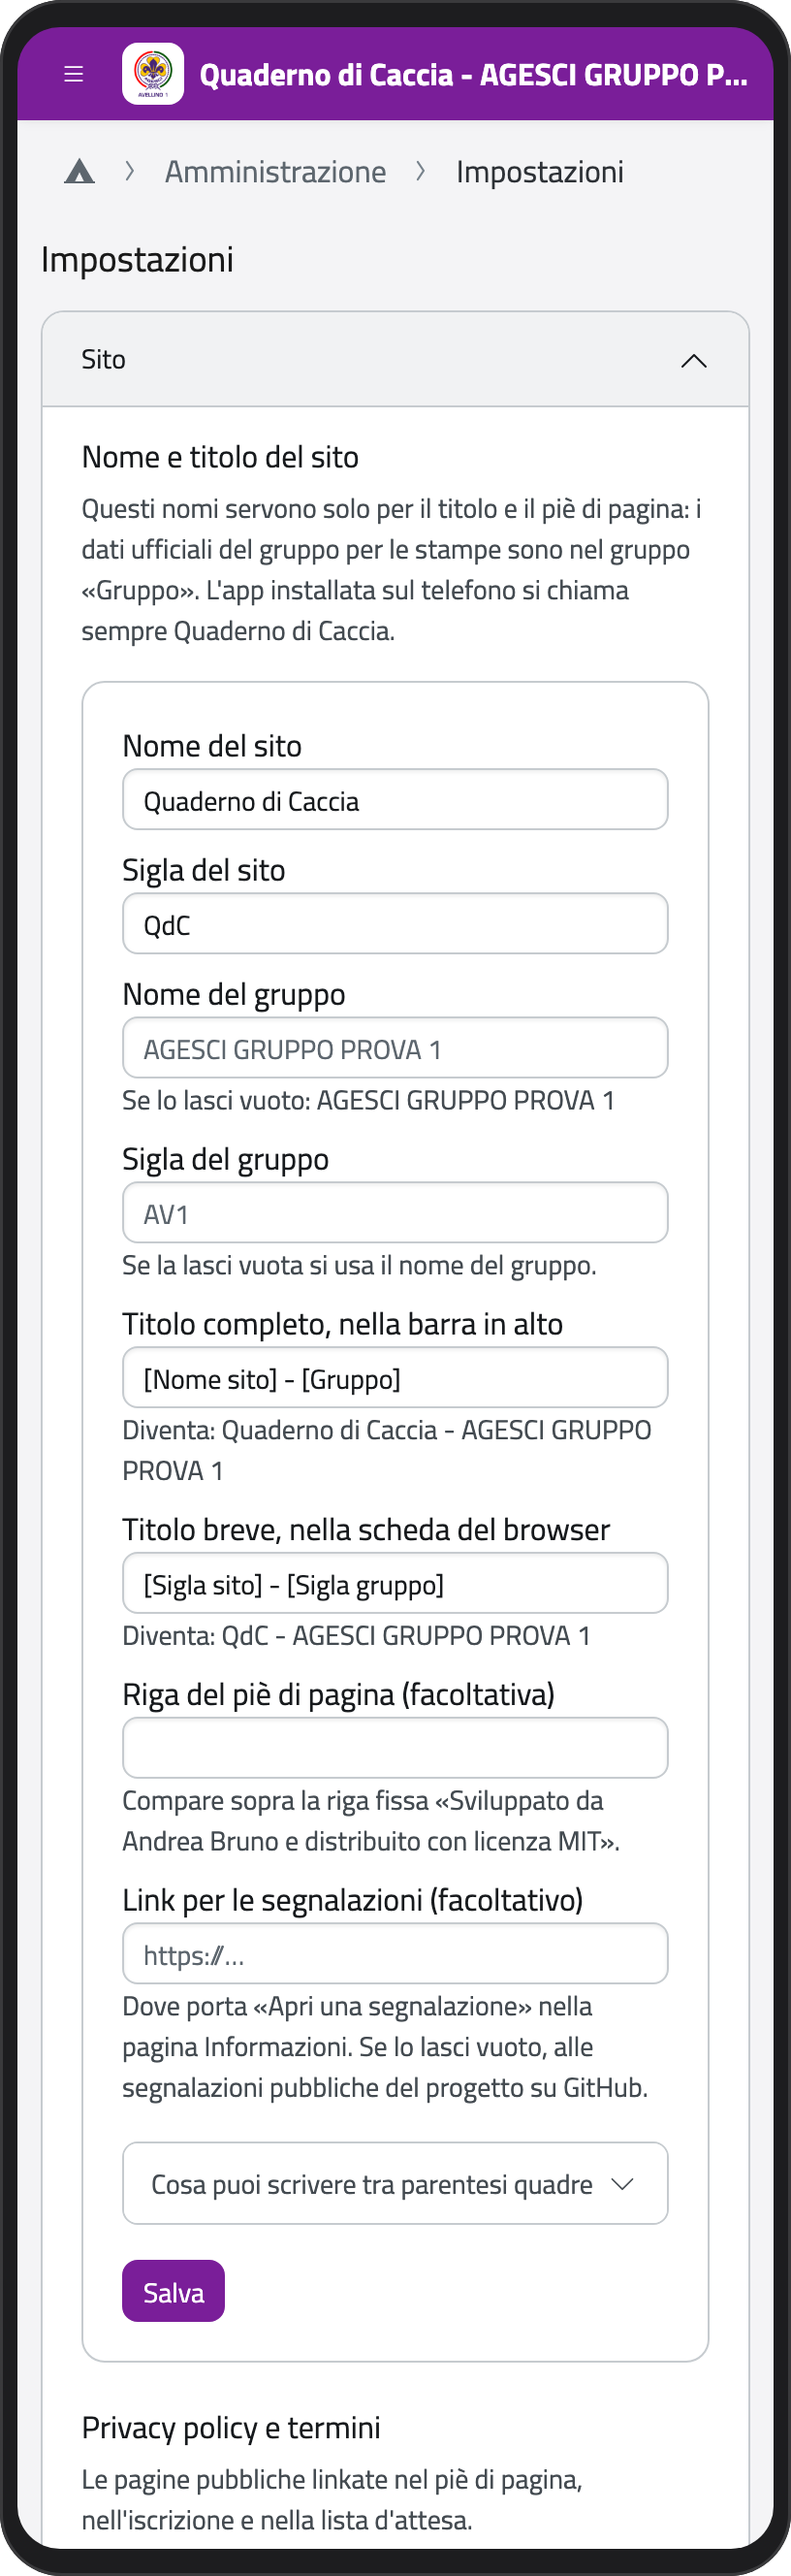 AVELLINO 1
Quaderno di Caccia - AGESCI GRUPPO P...
Amministrazione
Impostazioni
Impostazioni
Sito
Nome e titolo del sito
Questi nomi servono solo per il titolo e il piè di pagina: i
dati ufficiali del gruppo per le stampe sono nel gruppo
«Gruppo». L'app installata sul telefono si chiama
sempre Quaderno di Caccia.
Nome del sito
Quaderno di Caccia
Sigla del sito
QdC
Nome del gruppo
AGESCI GRUPPO PROVA 1
Se lo lasci vuoto: AGESCI GRUPPO PROVA 1
Sigla del gruppo
AV1
Se la lasci vuota si usa il nome del gruppo.
Titolo completo, nella barra in alto
[Nome sito] - [Gruppo]
Diventa: Quaderno di Caccia - AGESCI GRUPPO
PROVA 1
Titolo breve, nella scheda del browser
[Sigla sito] - [Sigla gruppo]
Diventa: QdC - AGESCI GRUPPO PROVA 1
Riga del piè di pagina (facoltativa)
Compare sopra la riga fissa «Sviluppato da
Andrea Bruno e distribuito con licenza MIT».
Link per le segnalazioni (facoltativo)
https://...
Dove porta «Apri una segnalazione» nella
pagina Informazioni. Se lo lasci vuoto, alle
segnalazioni pubbliche del progetto su GitHub.
Cosa puoi scrivere tra parentesi quadre
Salva
Privacy policy e termini
Le pagine pubbliche linkate nel piè di pagina,
nell'iscrizione e nella lista d'attesa.